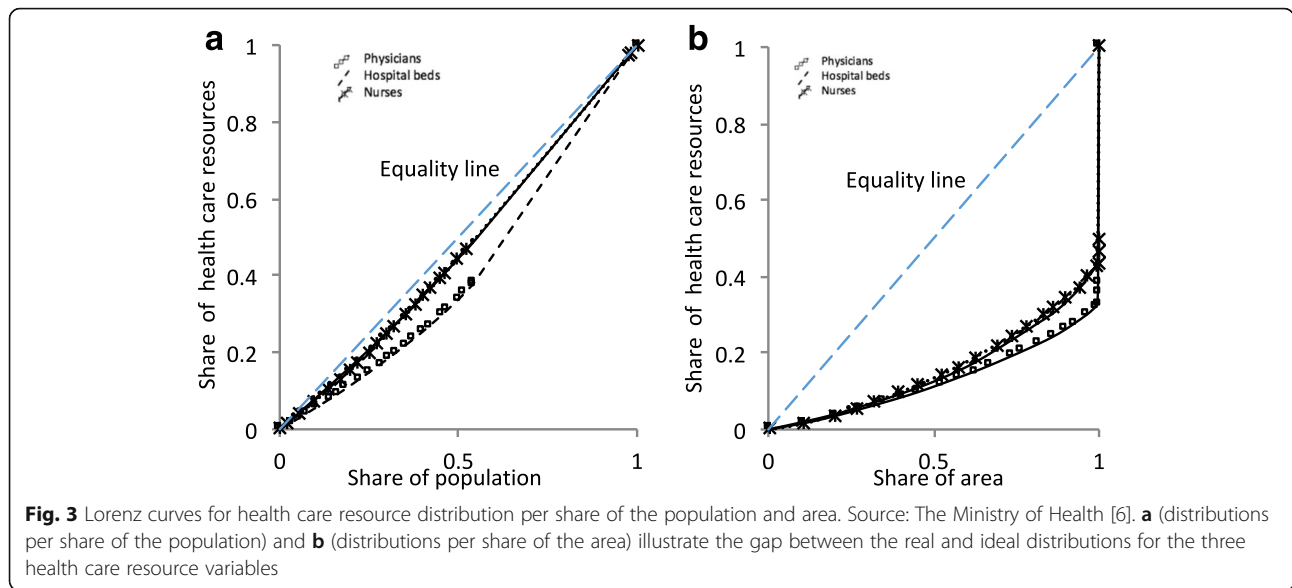 a
1
0.8
0.6
0.4
0.2
0
0
0.5
1
Share of health care resources
Share of population
Physicians
Hospital beds
Nurses
Equality line
b
1
0.8
0.6
0.4
0.2
0
0
0.5
1
Share of health care resources
Share of area
Physicians
Hospital beds
Nurses
Equality line
Fig. 3 Lorenz curves for health care resource distribution per share of the population and area. Source: The Ministry of Health [6]. a (distributions
per share of the population) and b (distributions per share of the area) illustrate the gap between the real and ideal distributions for the three
health care resource variables